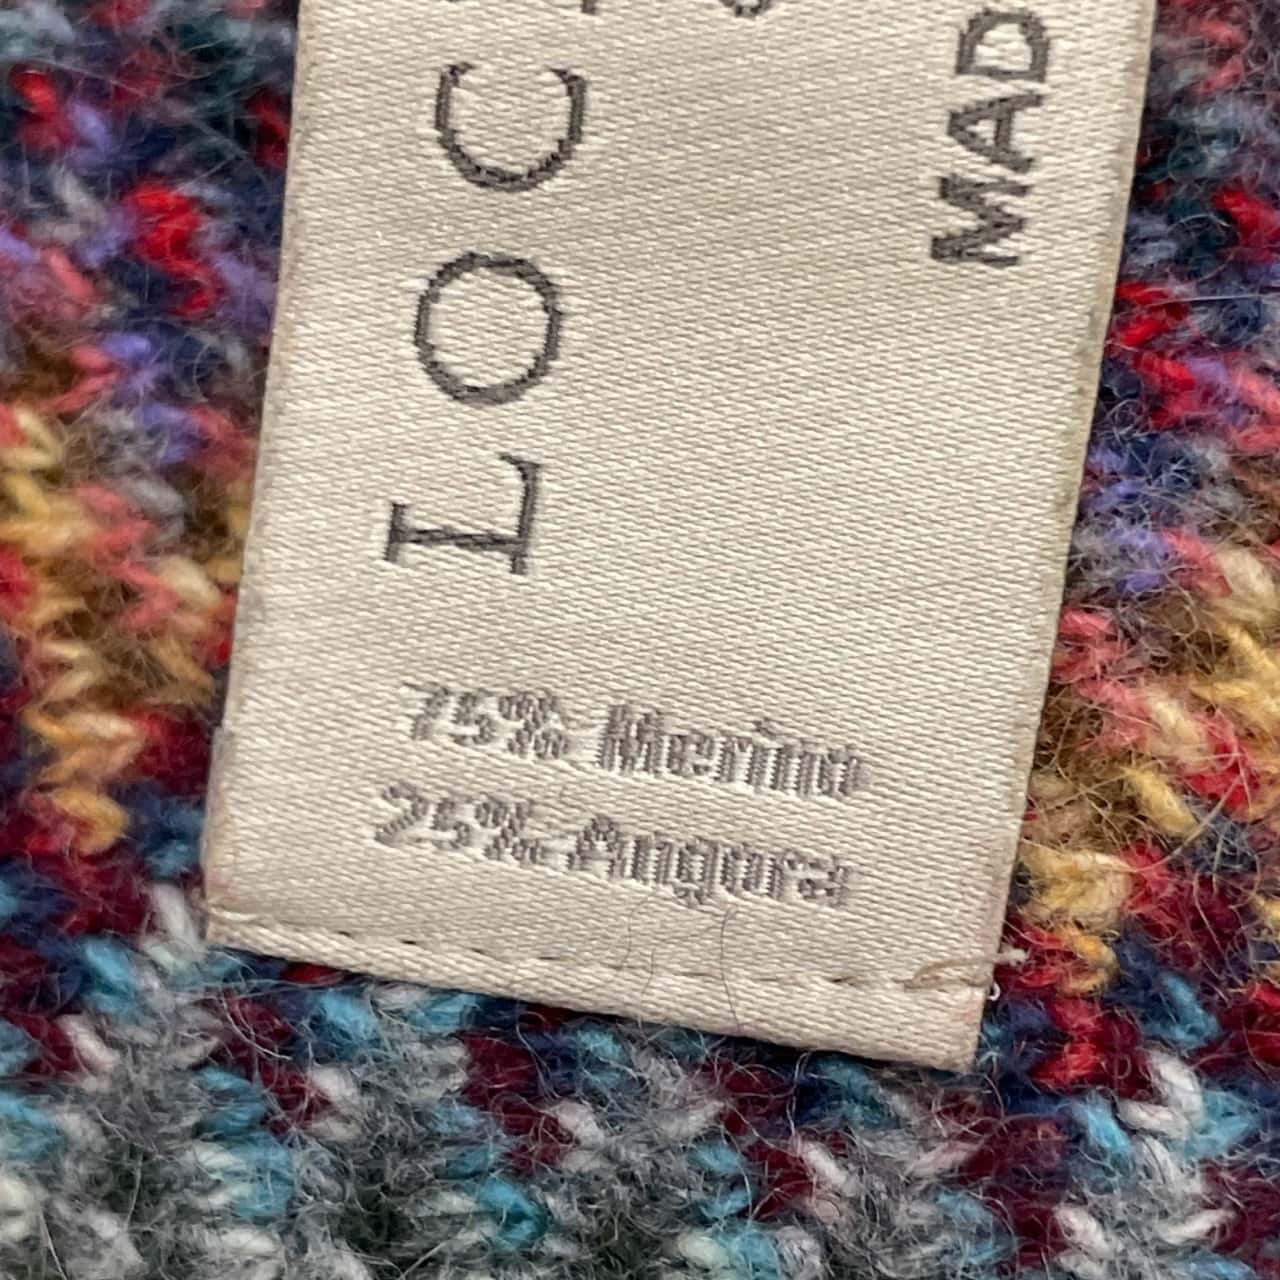 LOC
MAD
75% Merino
25% Angora